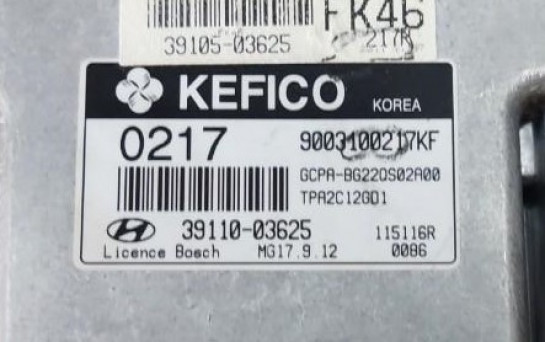 FK46
39105-03625
217R
KEFICO KOREA
0217
9003100217KF
GCPA-BG220S02A00
TPA2C12GD1
39110-03625
115116R
Licence Bosch MG17.9.12 0086